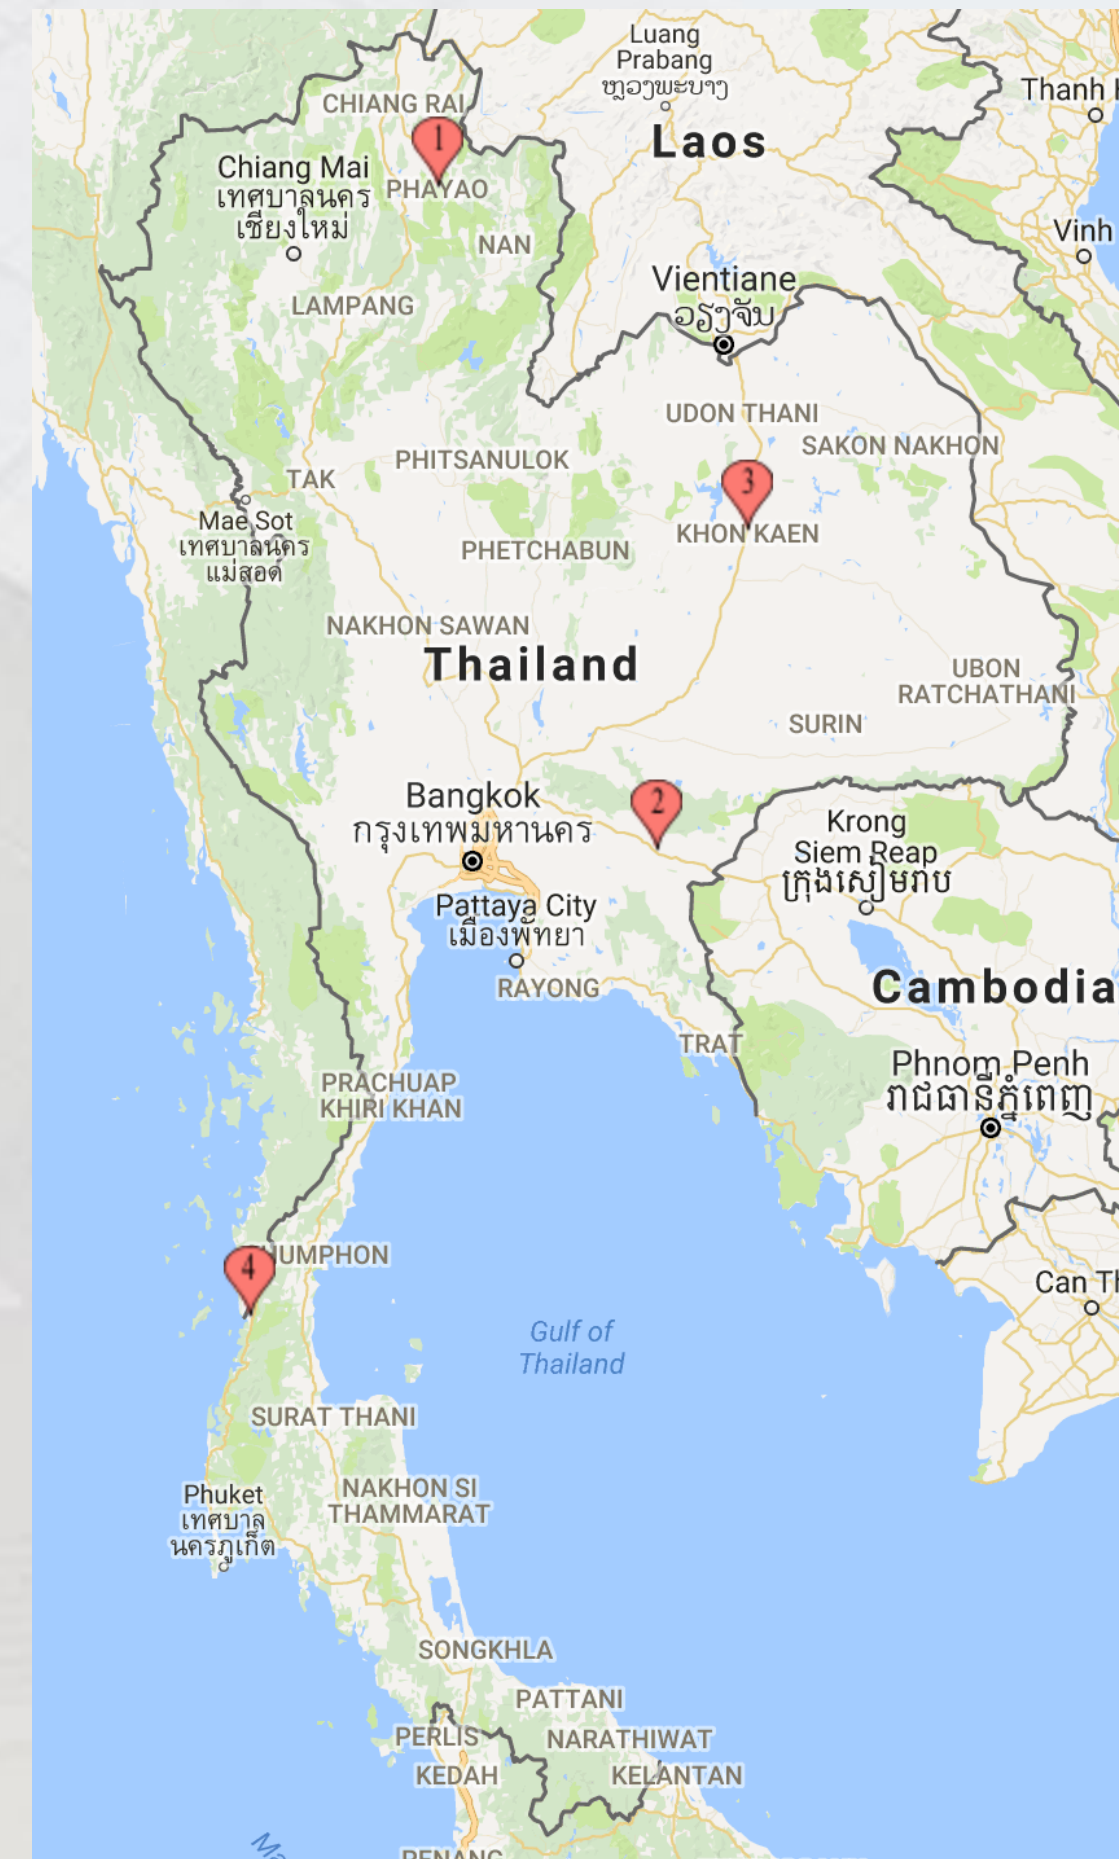 Luang
Prabang
ຫຼວງພະບາງ
Thanh
CHIANG RAI
1
Laos
Chiang Mai
เทศบาลนคร
เชียงใหม่
PHAYAO
NAN
Vinh
Vientiane
ວຽງຈັນ
LAMPANG
UDON THANI
SAKON NAKHON
PHITSANULOK
TAK
3
Mae Sot
เทศบาลนคร
แม่สอด
KHON KAEN
PHETCHABUN
NAKHON SAWAN
Thailand
UBON
RATCHATHANI
SURIN
Bangkok
กรุงเทพมหานคร
2
Krong
Siem Reap
ក្រុងសៀមរាប
Pattaya City
เมืองพัทยา
RAYONG
Cambodia
TRAT
Phnom Penh
រាជធានីភ្នំពេញ
PRACHUAP
KHIRI KHAN
HUMPHON
4
Can Th
Gulf of
Thailand
SURAT THANI
Phuket
เทศบาล
นครภูเก็ต
NAKHON SI
THAMMARAT
SONGKHLA
PATTANI
PERLIS
NARATHIWAT
KEDAH
KELANTAN
PENANG